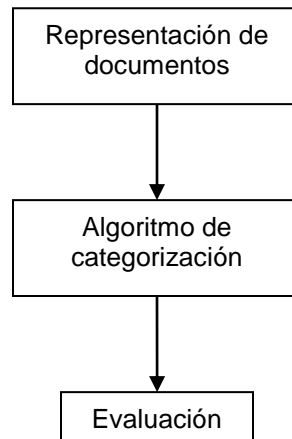 Representación de
documentos
Algoritmo de
categorización
Evaluación